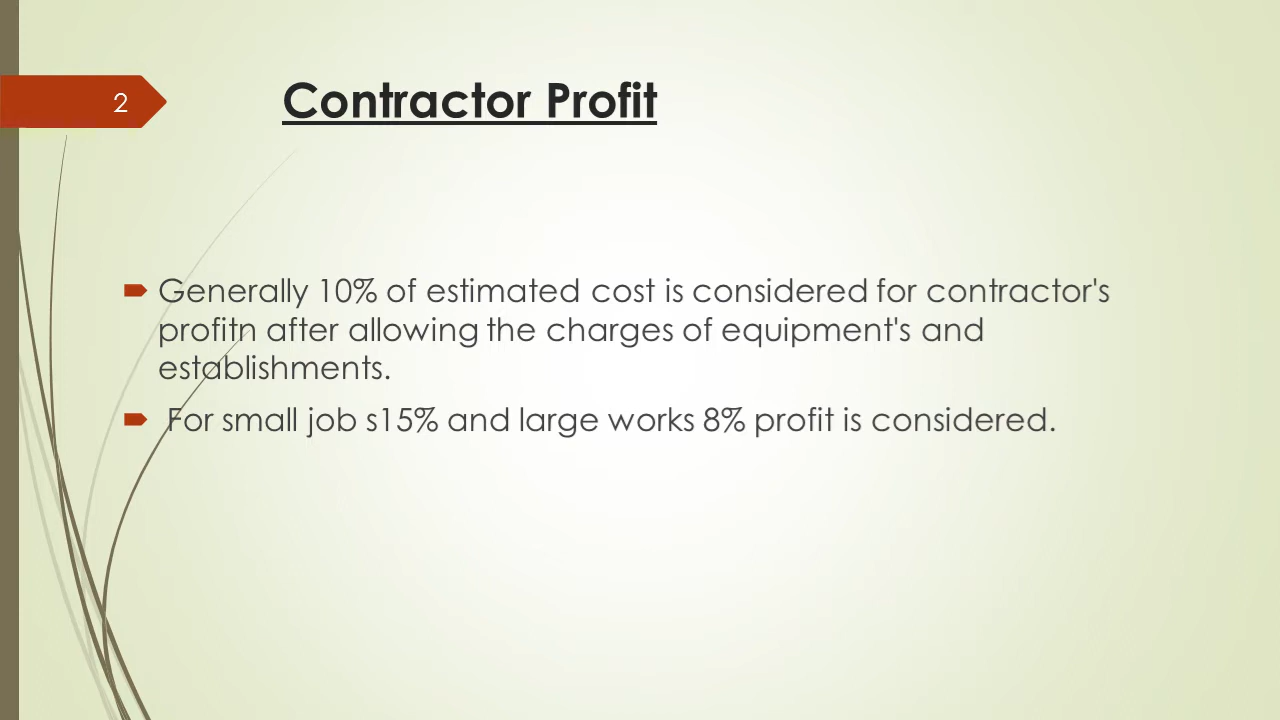 2
Contractor Profit
Generally 10% of estimated cost is considered for contractor's
profitn after allowing the charges of equipment's and
establishments.
For small job s15% and large works 8% profit is considered.